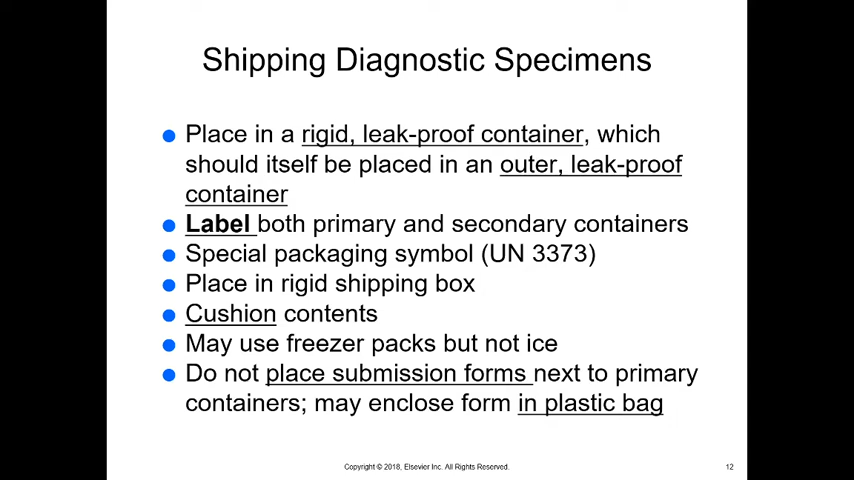 Shipping Diagnostic Specimens
Place in a rigid, leak-proof container, which
should itself be placed in an outer, leak-proof
container
Label both primary and secondary containers
Special packaging symbol (UN 3373)
Place in rigid shipping box
Cushion contents
May use freezer packs but not ice
Do not place submission forms next to primary
containers; may enclose form in plastic bag
Copyright © 2018, Elsevier Inc. All Rights Reserved.
12